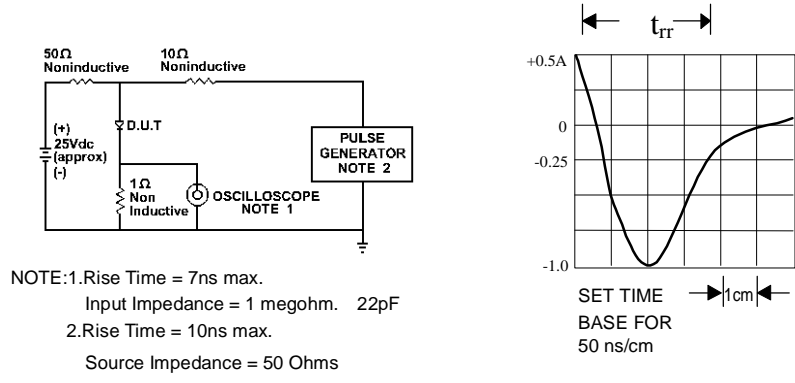 50Ω
Noninductive
10Ω
Noninductive
(+)
25Vdc
(approx)
(-)
D.U.T
1Ω
Non
Inductive
OSCILLOSCOPE
NOTE 1
PULSE
GENERATOR
NOTE 2
NOTE:1.Rise Time = 7ns max.
Input Impedance = 1 megohm. 22pF
2.Rise Time = 10ns max.
Source Impedance = 50 Ohms
trr
+0.5A
0
-0.25
-1.0
1cm
SET TIME
BASE FOR
50 ns/cm